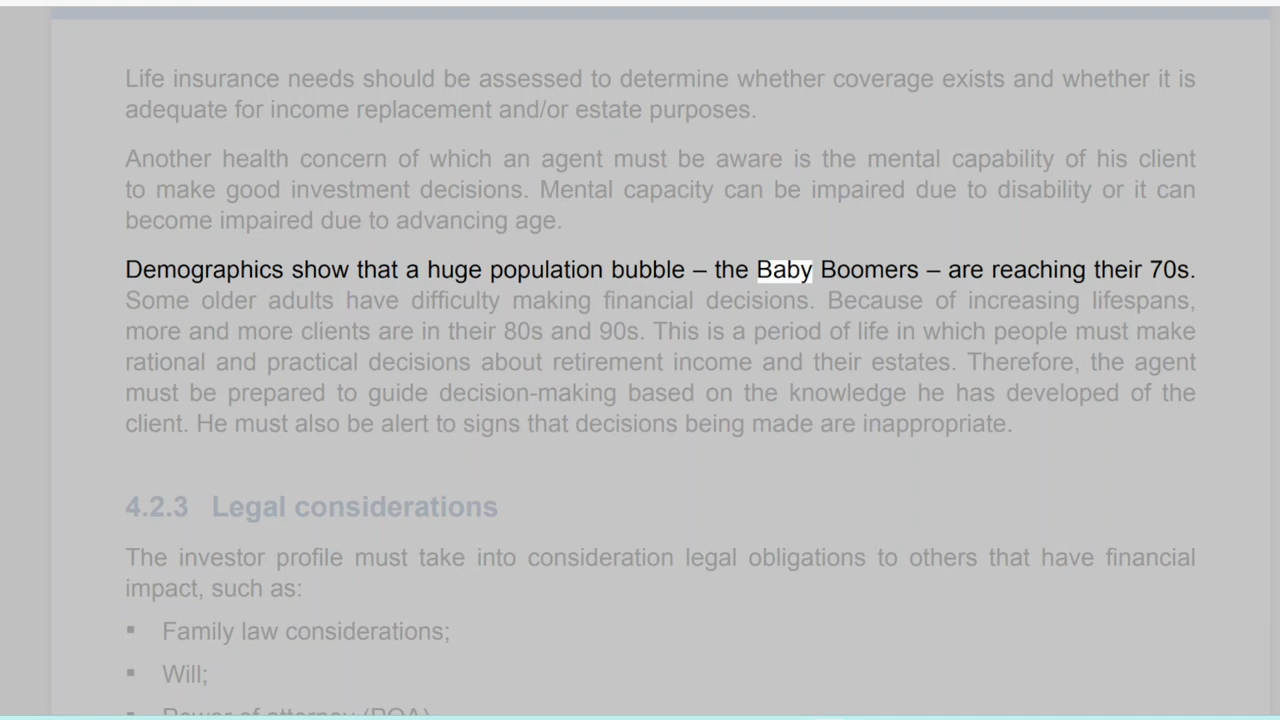 Life insurance needs should be assessed to determine whether coverage exists and whether it is
adequate for income replacement and/or estate purposes.
Another health concern of which an agent must be aware is the mental capability of his client
to make good investment decisions. Mental capacity can be impaired due to disability or it can
become impaired due to advancing age.
Demographics show that a huge population bubble – the Baby Boomers – are reaching their 70s.
Some older adults have difficulty making financial decisions. Because of increasing lifespans,
more and more clients are in their 80s and 90s. This is a period of life in which people must make
rational and practical decisions about retirement income and their estates. Therefore, the agent
must be prepared to guide decision-making based on the knowledge he has developed of the
client. He must also be alert to signs that decisions being made are inappropriate.
4.2.3 Legal considerations
The investor profile must take into consideration legal obligations to others that have financial
impact, such as:
▪ Family law considerations;
▪ Will;
▪ Power of attorney (POA)